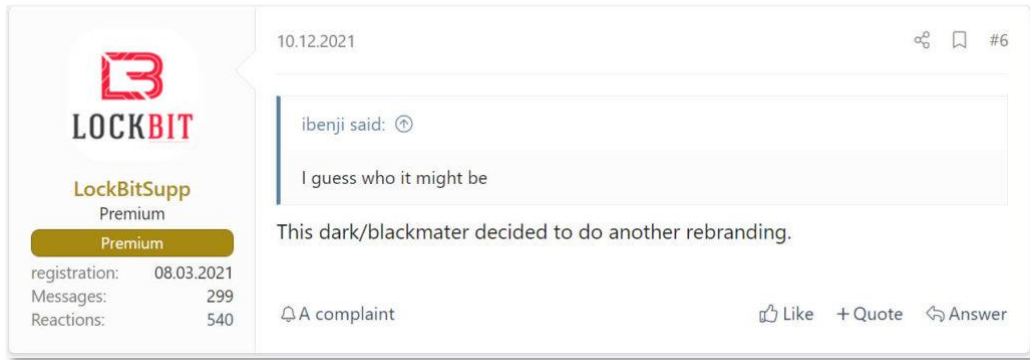 LOCKBIT
LockBitSupp
Premium
Premium
registration: 08.03.2021
Messages: 299
Reactions: 540
10.12.2021 #6
ibenji said:
I guess who it might be
This dark/blackmater decided to do another rebranding.
A complaint Like +Quote Answer